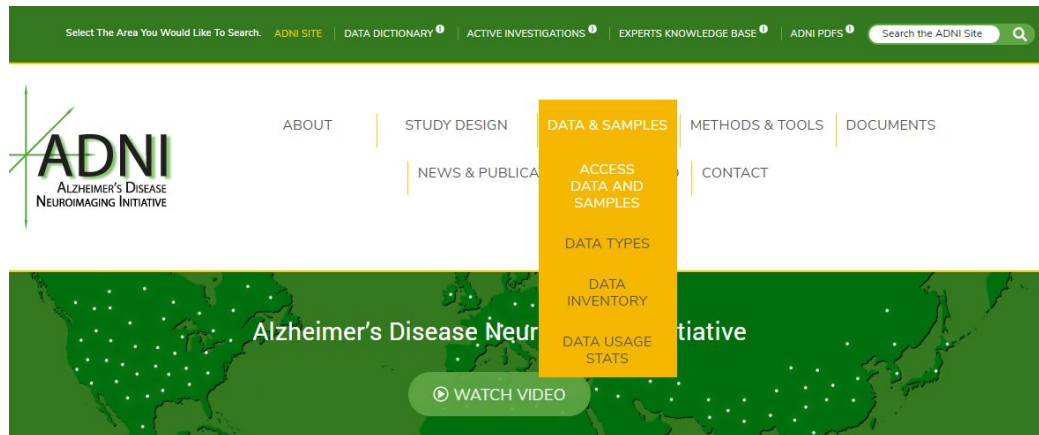 Select The Area You Would Like To Search. ADNI SITE DATA DICTIONARY ACTIVE INVESTIGATIONS EXPERTS KNOWLEDGE BASE ADNI PDFS Search the ADNI Site
ADNI
ALZHEIMER'S DISEASE
NEUROIMAGING INITIATIVE
ABOUT STUDY DESIGN DATA & SAMPLES METHODS & TOOLS DOCUMENTS
NEWS & PUBLICA CONTACT
ACCESS
DATA AND
SAMPLES
DATA TYPES
DATA
INVENTORY
DATA USAGE
STATS
Alzheimer's Disease Neur tiative
WATCH VIDEO